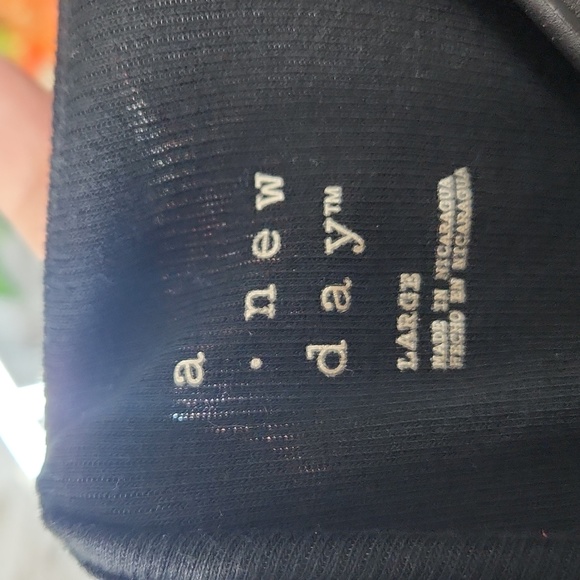 a
• new
day™
LARGE
MADE IN NICARAGUA
HECHO EN NICARAGUA